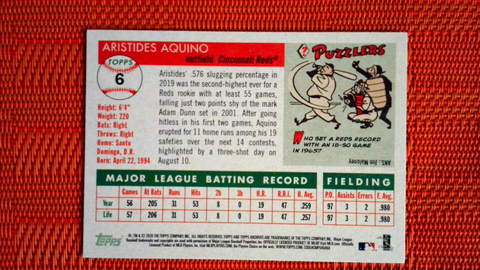 ARISTIDES AQUINO
outfield Cincinnati Reds®
TOPPS
6
Height: 6'4"
Weight: 220
Bats: Right
Throws: Right
Home: Santo
Domingo, D.R.
Born: April 22, 1994
Aristides' .576 slugging percentage in
2019 was the second-highest ever for a
Reds rookie with at least 55 games,
falling just two points shy of the mark
Adam Dunn set in 2001. After going
hitless in his first two games, Aquino
erupted for 11 home runs among his 19
safeties over the next 14 contests,
highlighted by a three-shot day on
August 10.
? PUZZLERS
WHO SET A REDS RECORD
WITH AN 18-SO GAME
IN 1965?
ANS.: Jim Maloney
MAJOR LEAGUE BATTING RECORD
FIELDING
Games At Bats Runs Hits 2b 3b H.R. R.B.I. B. Avg. P.O. Assists Errors F. Avg.
Year 56 205 31 53 8 1 19 47 .259 97 3 2 .980
Life 57 206 31 53 8 1 19 47 .257 97 3 2 .980
Topps